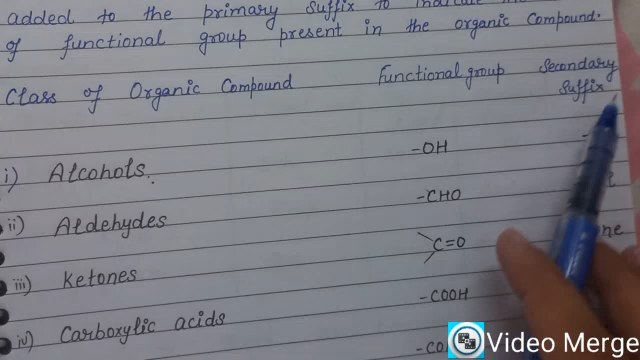 added to the primary suffix to indicate
of functional group present in the organic compound.
Class of Organic Compound Functional group Secondary Suffix
i) Alcohols. -OH
ii) Aldehydes -CHO
iii) Ketones >C=O
iv) Carboxylic acids -COOH
Video Merge